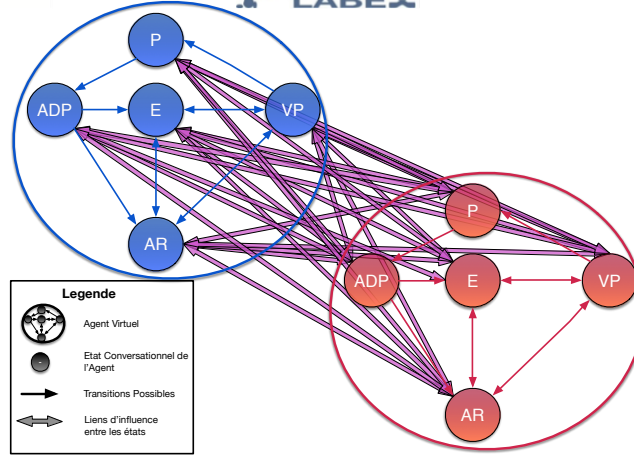 LABEX
P
ADP
E
VP
AR
P
ADP
E
VP
AR
Legende
Agent Virtuel
Etat Conversationnel de
l'Agent
Transitions Possibles
Liens d'influence
entre les états